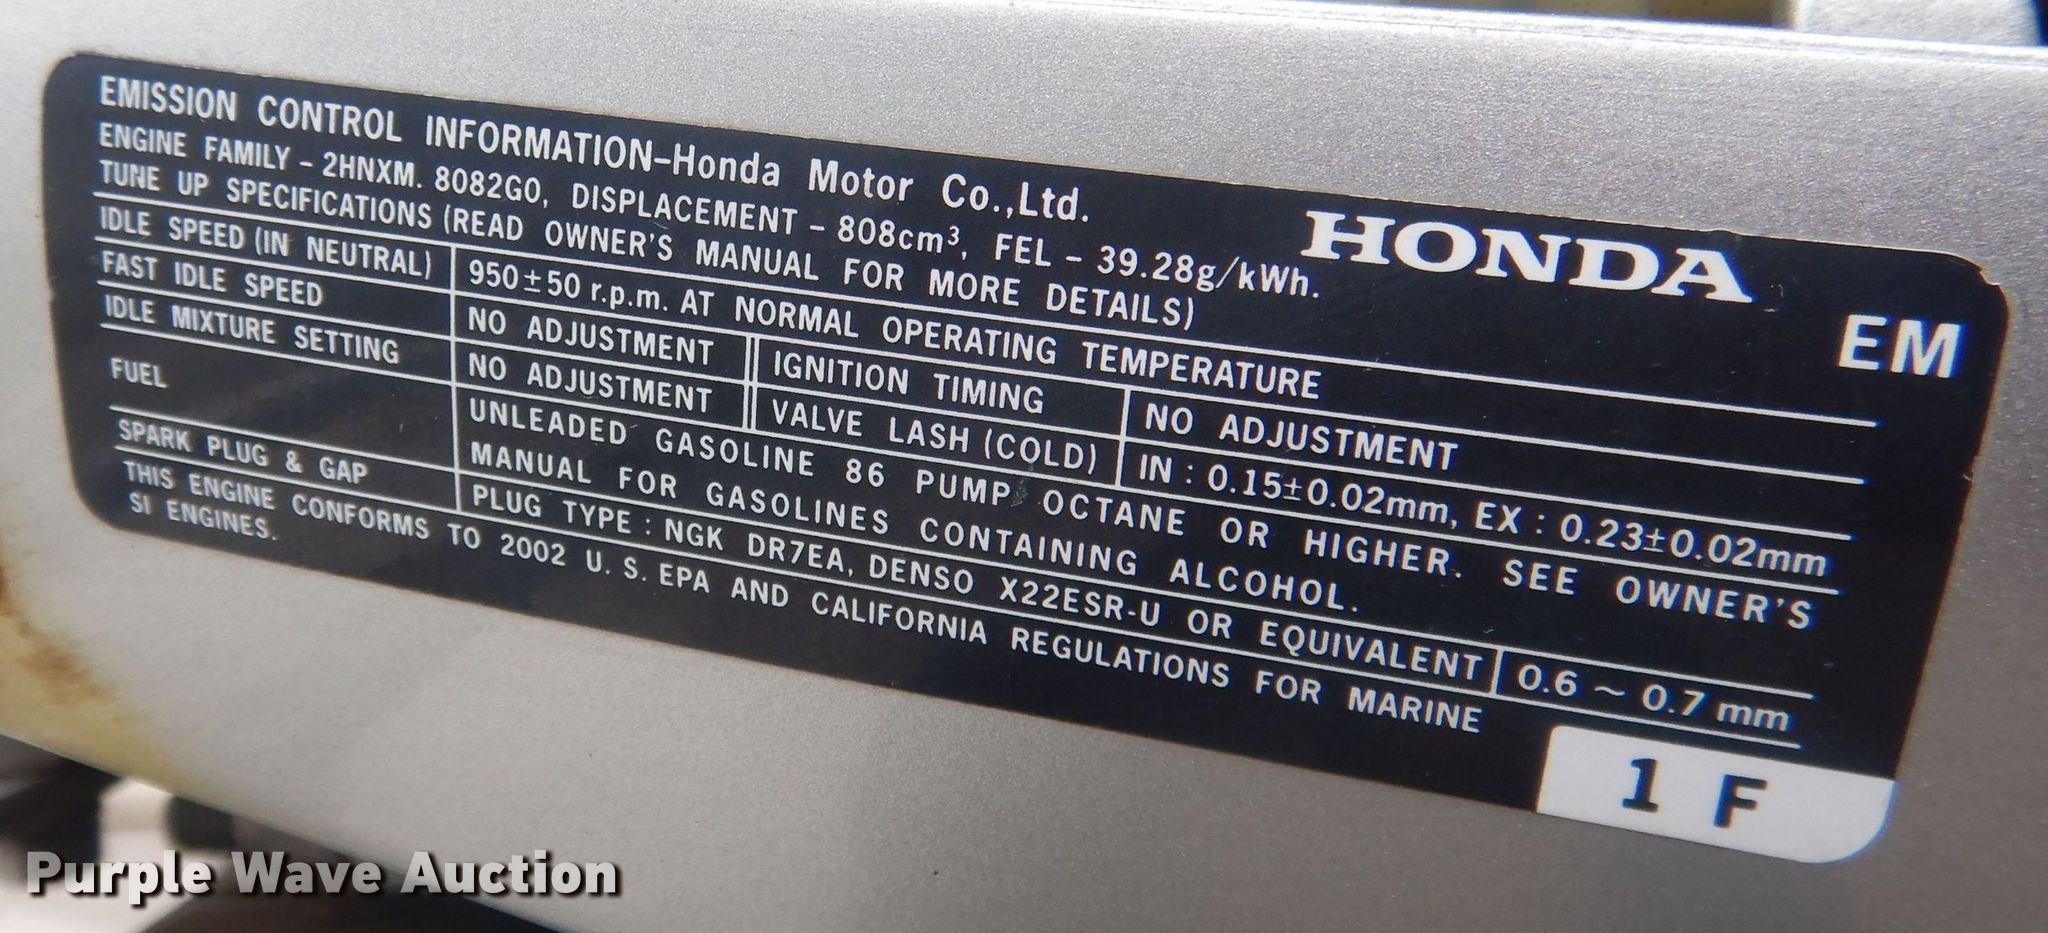 EMISSION CONTROL INFORMATION–Honda Motor Co.,Ltd.
ENGINE FAMILY – 2HNXM. 8082G0, DISPLACEMENT – 808cm³, FEL – 39.28g/kWh.
HONDA
TUNE UP SPECIFICATIONS (READ OWNER'S MANUAL FOR MORE DETAILS)
EM
IDLE SPEED (IN NEUTRAL) 950±50 r.p.m. AT NORMAL OPERATING TEMPERATURE
FAST IDLE SPEED NO ADJUSTMENT IGNITION TIMING NO ADJUSTMENT
IDLE MIXTURE SETTING NO ADJUSTMENT VALVE LASH (COLD) IN : 0.15±0.02mm, EX : 0.23±0.02mm
FUEL UNLEADED GASOLINE 86 PUMP OCTANE OR HIGHER. SEE OWNER'S
MANUAL FOR GASOLINES CONTAINING ALCOHOL.
SPARK PLUG & GAP PLUG TYPE : NGK DR7EA, DENSO X22ESR-U OR EQUIVALENT 0.6 ~ 0.7 mm
THIS ENGINE CONFORMS TO 2002 U. S. EPA AND CALIFORNIA REGULATIONS FOR MARINE
SI ENGINES.
1 F
Purple Wave Auction